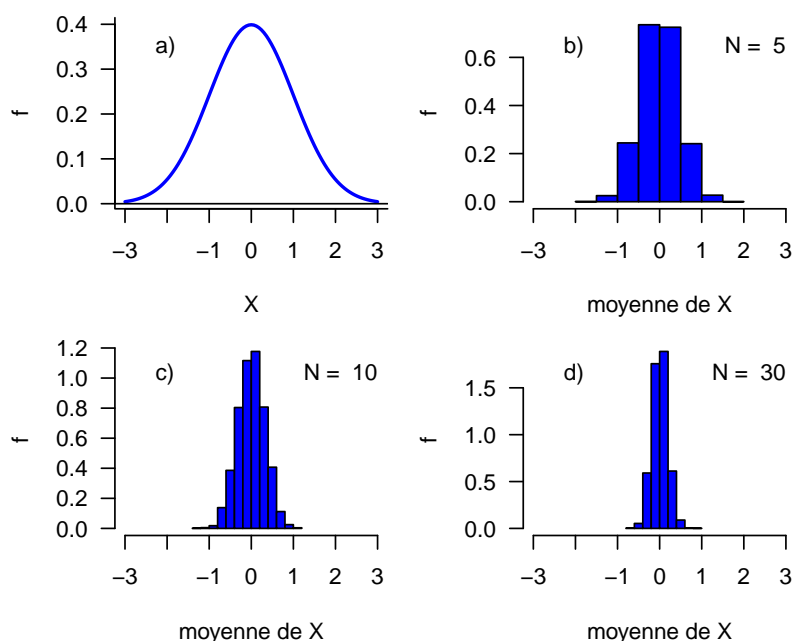 a)
0.4
0.3
0.2
0.1
0.0
f
−3 −1 0 1 2 3
X
b) N = 5
0.6
0.4
0.2
0.0
f
−3 −1 0 1 2 3
moyenne de X
c) N = 10
1.2
1.0
0.8
0.6
0.4
0.2
0.0
f
−3 −1 0 1 2 3
moyenne de X
d) N = 30
1.5
1.0
0.5
0.0
f
−3 −1 0 1 2 3
moyenne de X